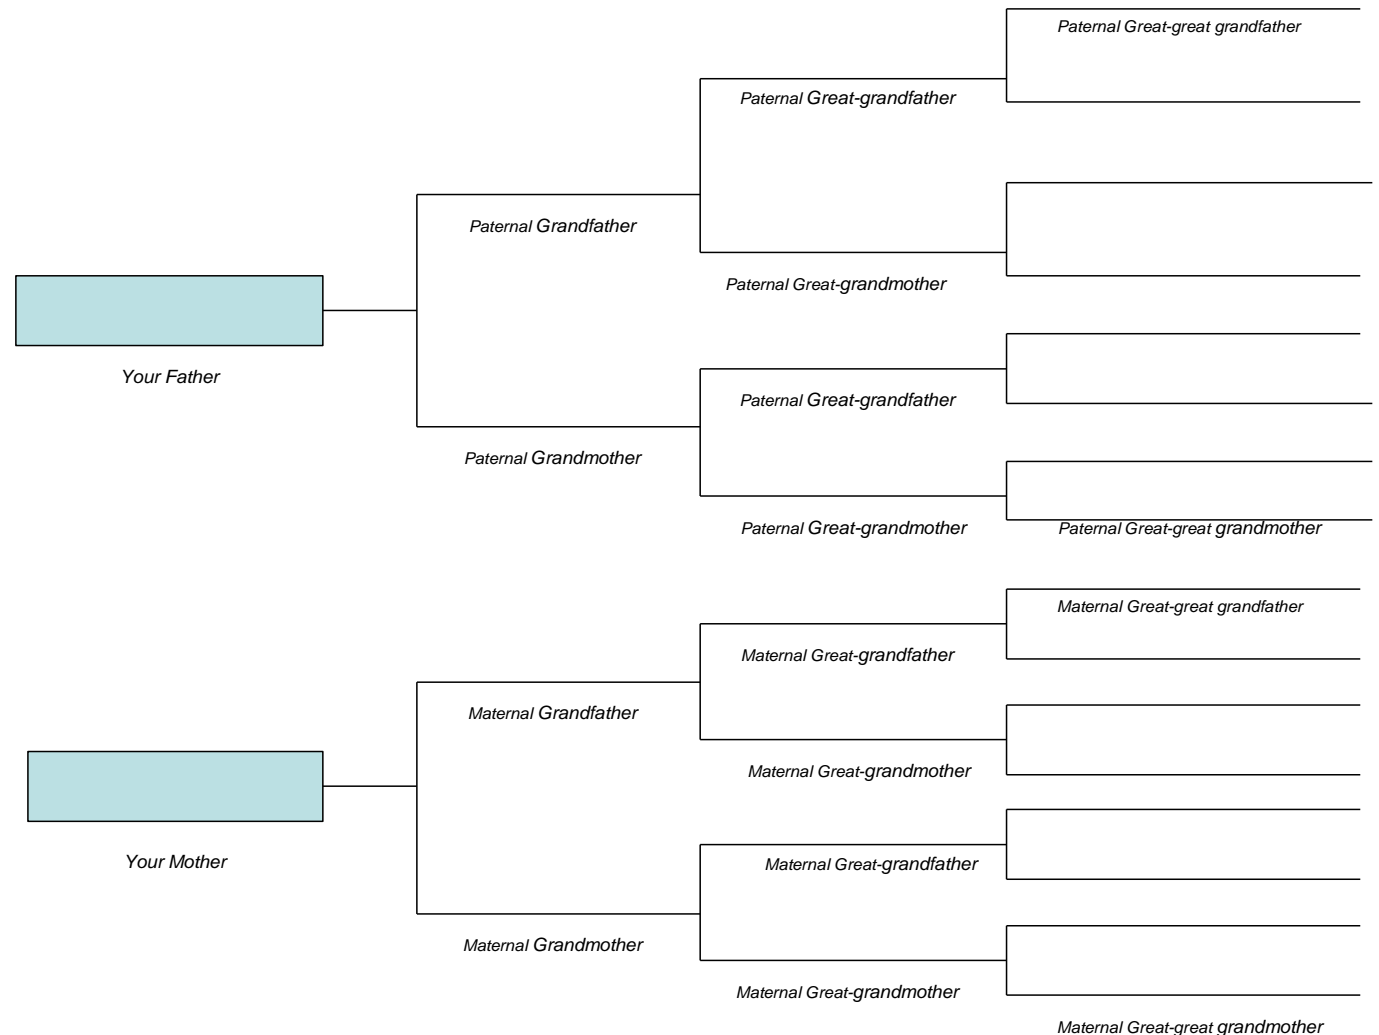 Paternal Great-great grandfather
Paternal Great-grandfather
Paternal Grandfather
Paternal Great-grandmother
Your Father
Paternal Great-grandfather
Paternal Grandmother
Paternal Great-grandmother
Paternal Great-great grandmother
Maternal Great-great grandfather
Maternal Great-grandfather
Maternal Grandfather
Maternal Great-grandmother
Your Mother
Maternal Great-grandfather
Maternal Grandmother
Maternal Great-grandmother
Maternal Great-great grandmother